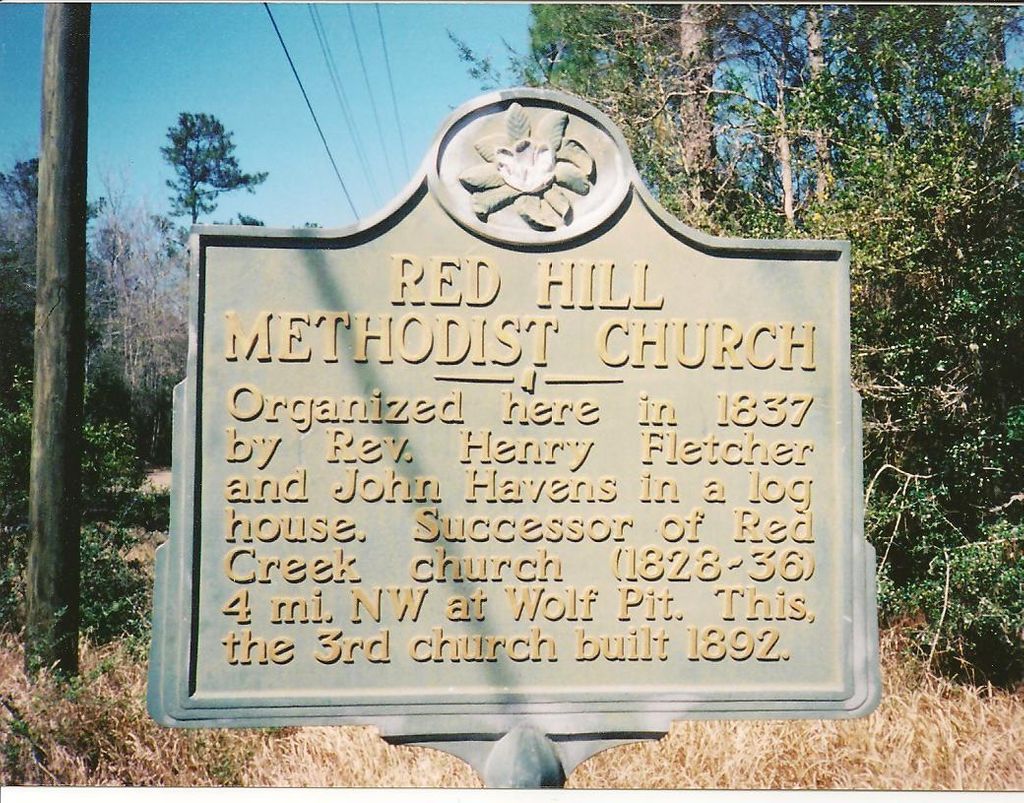 RED HILL
METHODIST CHURCH
Organized here in 1837
by Rev. Henry Fletcher
and John Havens in a log
house. Successor of Red
Creek church (1828-36)
4 mi. NW at Wolf Pit. This,
the 3rd church built 1892.